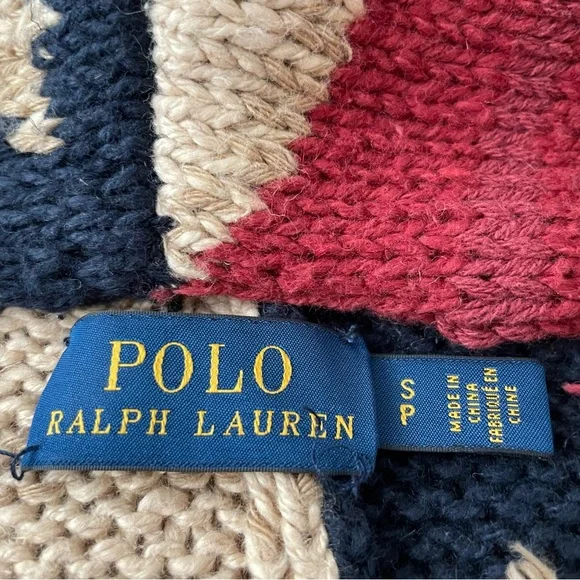 POLO
RALPH LAUREN
S
P
MADE IN
CHINA
FABRIQUÉ EN
CHINE